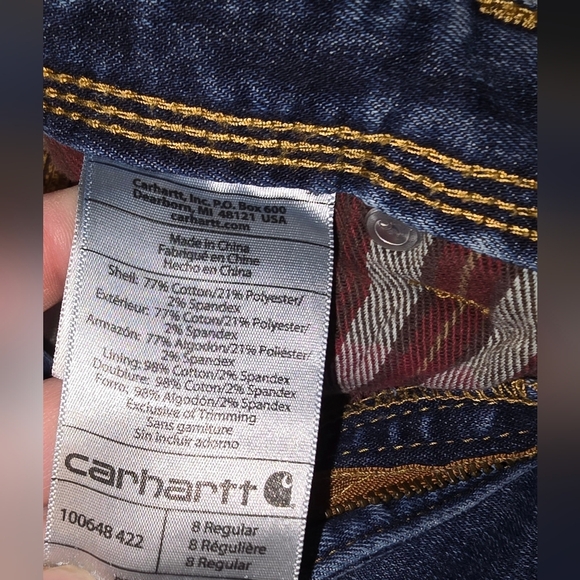 Carhartt, Inc. P.O. Box 600
Dearborn, MI 48121 USA
carhartt.com
Made in China
Fabriqué en Chine
Hecho en China
Shell: 77% Cotton/21% Polyester/
2% Spandex
Extérieur: 77% Coton/21% Polyester/
2% Spandex
Armazón: 77% Algodón/21% Poliéster/
2% Spandex
Lining: 98% Cotton/2% Spandex
Doublure: 98% Coton/2% Spandex
Forro: 98% Algodón/2% Spandex
Exclusive of Trimming
Sans garniture
Sin incluir adorno
carhartt
100648 422
8 Regular
8 Régulière
8 Regular